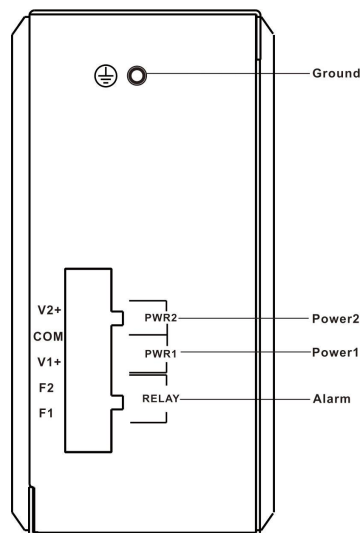 Ground
V2+
PWR2
Power2
COM
V1+
PWR1
Power1
F2
RELAY
Alarm
F1